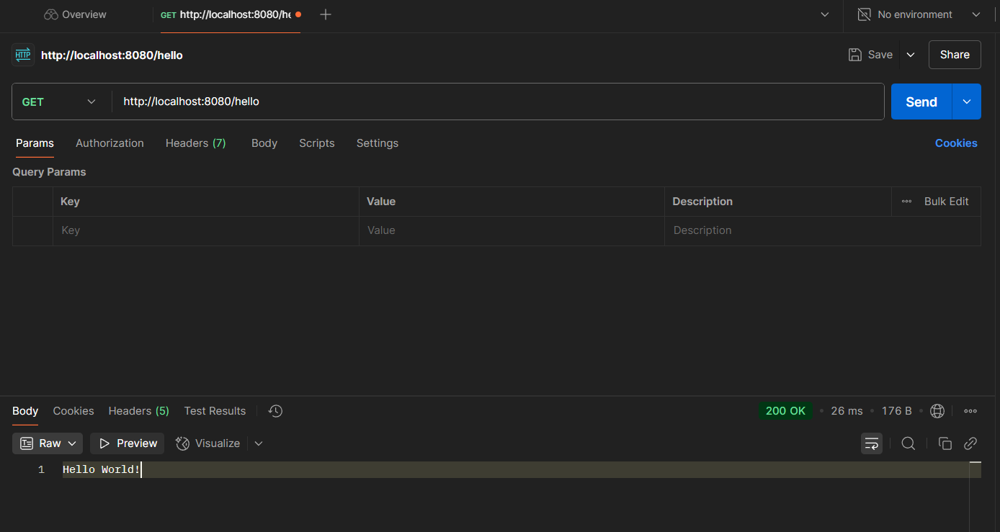 Overview GET http://localhost:8080/he No environment
HTTP http://localhost:8080/hello Save Share
GET http://localhost:8080/hello Send
Params Authorization Headers (7) Body Scripts Settings Cookies
Query Params
Key Value Description Bulk Edit
Key Value Description
Body Cookies Headers (5) Test Results 200 OK 26 ms 176 B
Raw Preview Visualize
1 Hello World!